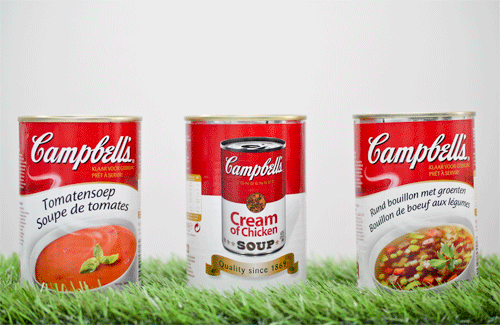 Campbell's
KLAAR VOOR GEBRUIK
PRÊT À SERVIR
Tomatensoep
Soupe de tomates
Campbell's
CONDENSED
Cream
of Chicken
SOUP
Quality since 1869
Campbell's
KLAAR VOOR GEBRUIK
PRÊT À SERVIR
Rund bouillon met groenten
Bouillon de boeuf aux légumes